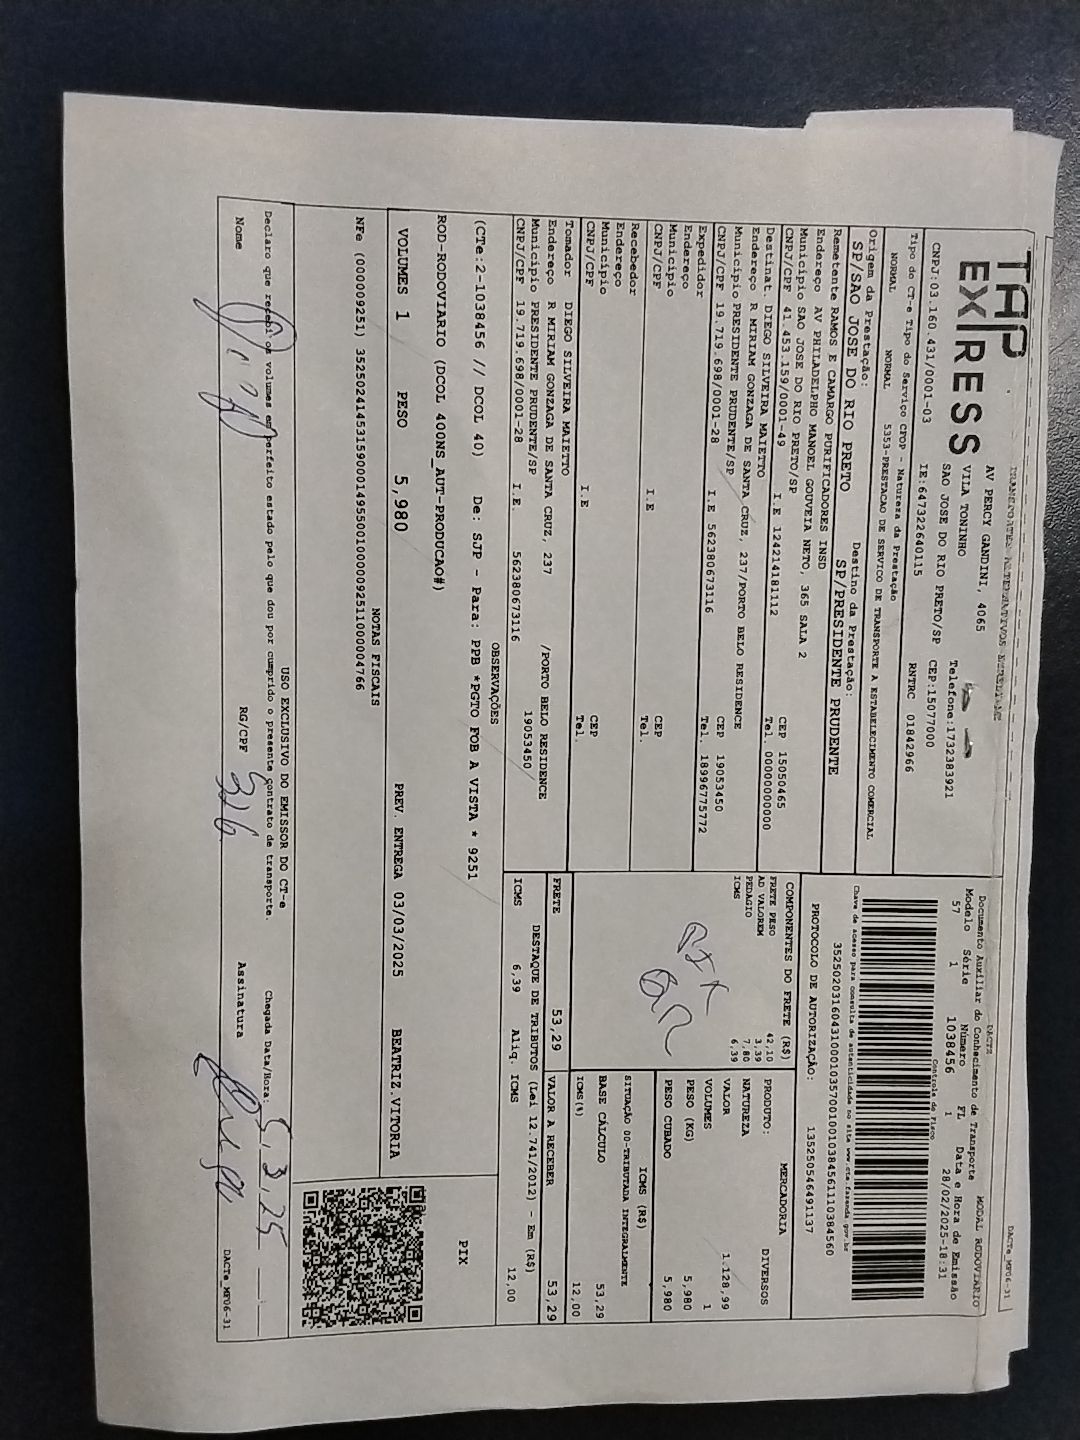 DACTe_MF06-31
TAP
EXPRESS
AV PERCY GANDINI, 4065
VILA TONINHO
SAO JOSE DO RIO PRETO/SP
Telefone:1732383921
CEP:15077000
CNPJ:03.160.431/0001-03 IE:647322640115 RNTRC 01842966
Tipo do CT-e Tipo do Serviço CFOP - Natureza da Prestação
NORMAL NORMAL 5353-PRESTACAO DE SERVICO DE TRANSPORTE A ESTABELECIMENTO COMERCIAL
Origem da Prestação: Destino da Prestação:
SP/SAO JOSE DO RIO PRETO SP/PRESIDENTE PRUDENTE
Remetente RAMOS E CAMARGO PURIFICADORES INSD
Endereço AV PHILADELPHO MANOEL GOUVEIA NETO, 365 SALA 2
Município SAO JOSE DO RIO PRETO/SP CEP 15050465
CNPJ/CPF 41.453.159/0001-49 I.E 124214181112 Tel. 00000000000
Destinat. DIEGO SILVEIRA MAIETTO
Endereço R MIRIAM GONZAGA DE SANTA CRUZ, 237/PORTO BELO RESIDENCE
Município PRESIDENTE PRUDENTE/SP CEP 19053450
CNPJ/CPF 19.719.698/0001-28 I.E 562380673116 Tel. 18996775772
Expedidor
Endereço
Município CEP
CNPJ/CPF I.E Tel.
Recebedor
Endereço
Município CEP
CNPJ/CPF I.E Tel.
Tomador DIEGO SILVEIRA MAIETTO
Endereço R MIRIAM GONZAGA DE SANTA CRUZ, 237 /PORTO BELO RESIDENCE
Município PRESIDENTE PRUDENTE/SP 19053450
CNPJ/CPF 19.719.698/0001-28 I.E. 562380673116
DACTE
Documento Auxiliar do Conhecimento de Transporte MODAL RODOVIARIO
Modelo Série Número FL Data e Hora de Emissão
57 1 1038456 1 28/02/2025-18:31
Controle do Fisco
Chave de acesso para consulta de autenticidade no site www.cte.fazenda.gov.br
35250203160431000103570010010384561110384560
PROTOCOLO DE AUTORIZAÇÃO: 135250546491137
COMPONENTES DO FRETE (R$)
FRETE PESO 42,10
AD VALOREM 3,39
PEDAGIO 7,80
ICMS 6,39
PIX
MERCADORIA
PRODUTO: DIVERSOS
NATUREZA
VALOR 1.128,99
VOLUMES 1
PESO (KG) 5,980
PESO CUBADO 5,980
ICMS (R$)
SITUAÇÃO 00-TRIBUTADA INTEGRALMENTE
BASE CÁLCULO 53,29
ICMS(%) 12,00
FRETE 53,29 VALOR A RECEBER 53,29
DESTAQUE DE TRIBUTOS (Lei 12.741/2012) - Em (R$)
ICMS 6,39 Aliq. ICMS 12,00
OBSERVAÇÕES
(CTe:2-1038456 // DCOL 40) De: SJP - Para: PPB *PGTO FOB A VISTA * 9251
ROD-RODOVIARIO (DCOL 400NS_AUT-PRODUCAO#)
PIX
VOLUMES 1 PESO 5,980 PREV. ENTREGA 03/03/2025 BEATRIZ.VITORIA
NOTAS FISCAIS
NFe (000009251) 35250241453159000149550010000092511000004766
USO EXCLUSIVO DO EMISSOR DO CT-e
Declaro que recebi os volumes em perfeito estado pelo que dou por cumprido o presente contrato de transporte. Chegada Data/Hora. 5,3,25
Nome RG/CPF 326 Assinatura
DACTe_MF06-31